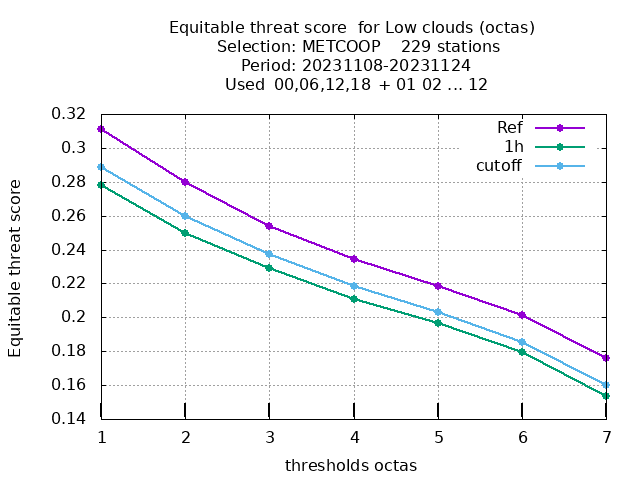 Equitable threat score  for Low clouds (octas)
Selection: METCOOP    229 stations
Period: 20231108-20231124
Used  00,06,12,18 + 01 02 ... 12
Equitable threat score
0.32
0.3
0.28
0.26
0.24
0.22
0.2
0.18
0.16
0.14
Ref
1h
cutoff
1 2 3 4 5 6 7
thresholds octas